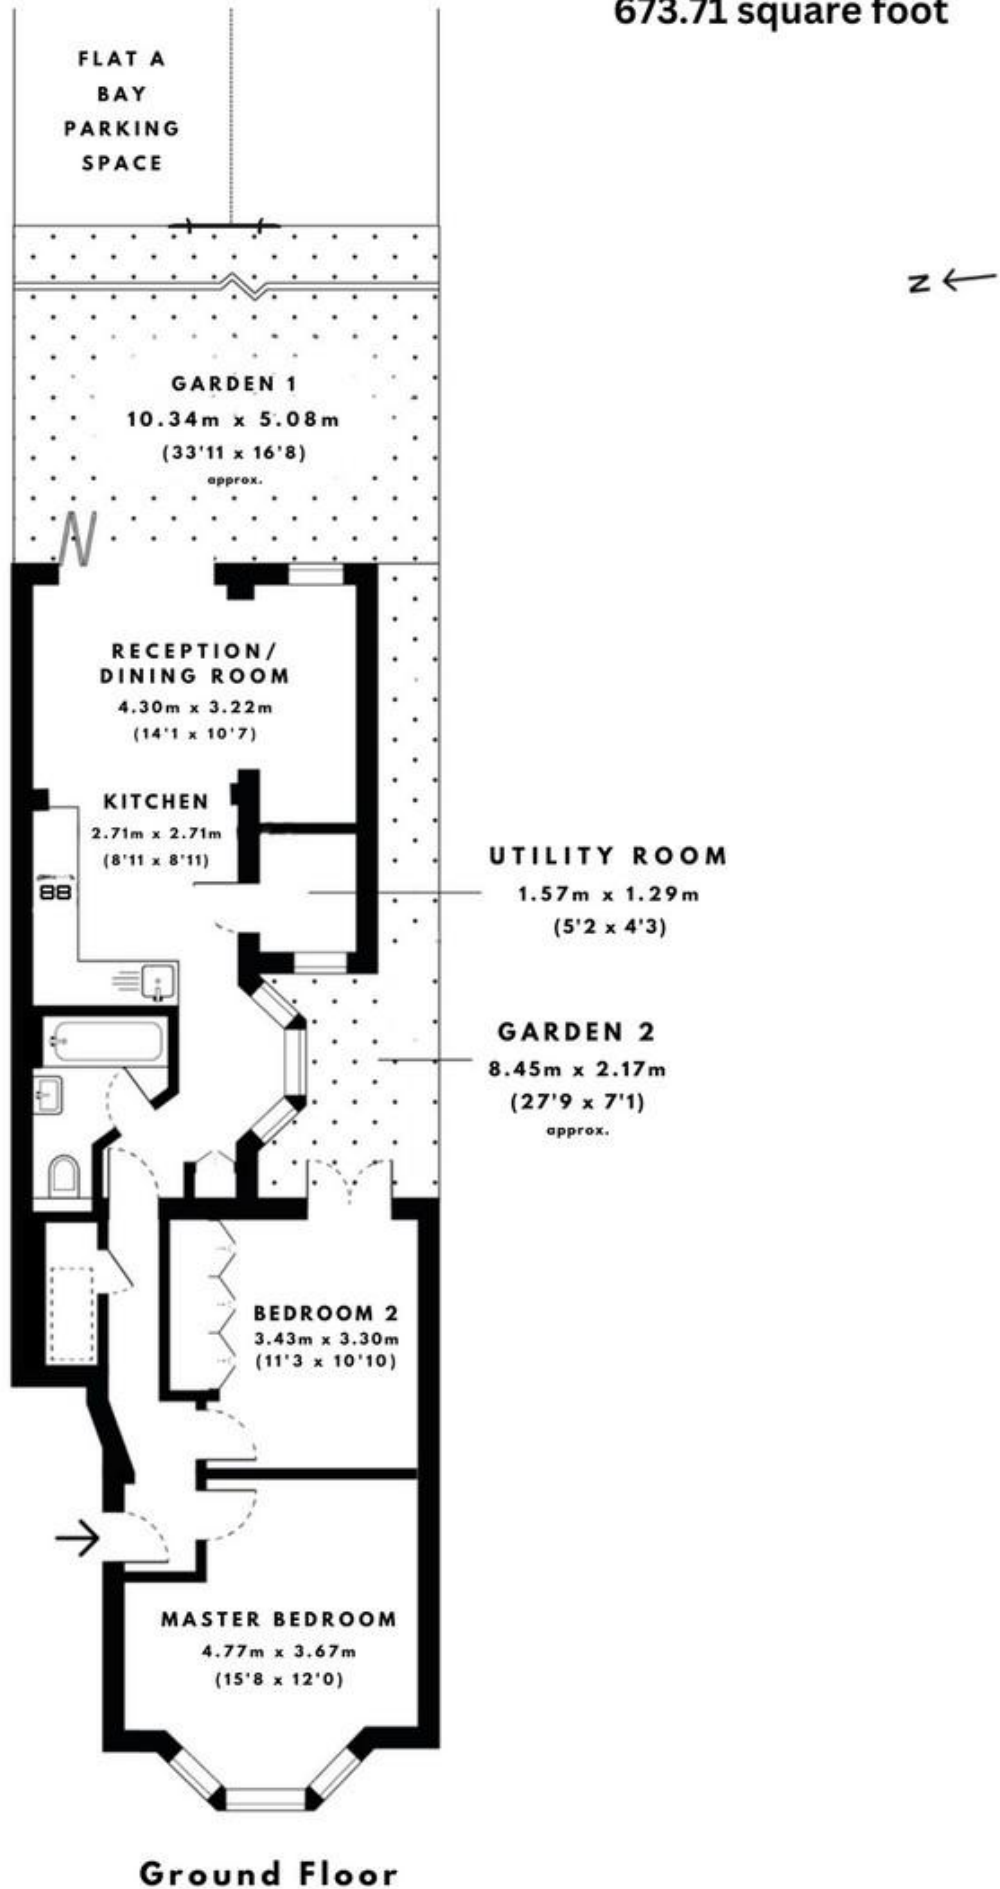 673.71 square foot
FLAT A
BAY
PARKING
SPACE
N
GARDEN 1
10.34m x 5.08m
(33'11 x 16'8)
approx.
RECEPTION/
DINING ROOM
4.30m x 3.22m
(14'1 x 10'7)
KITCHEN
2.71m x 2.71m
(8'11 x 8'11)
UTILITY ROOM
1.57m x 1.29m
(5'2 x 4'3)
GARDEN 2
8.45m x 2.17m
(27'9 x 7'1)
approx.
BEDROOM 2
3.43m x 3.30m
(11'3 x 10'10)
MASTER BEDROOM
4.77m x 3.67m
(15'8 x 12'0)
Ground Floor